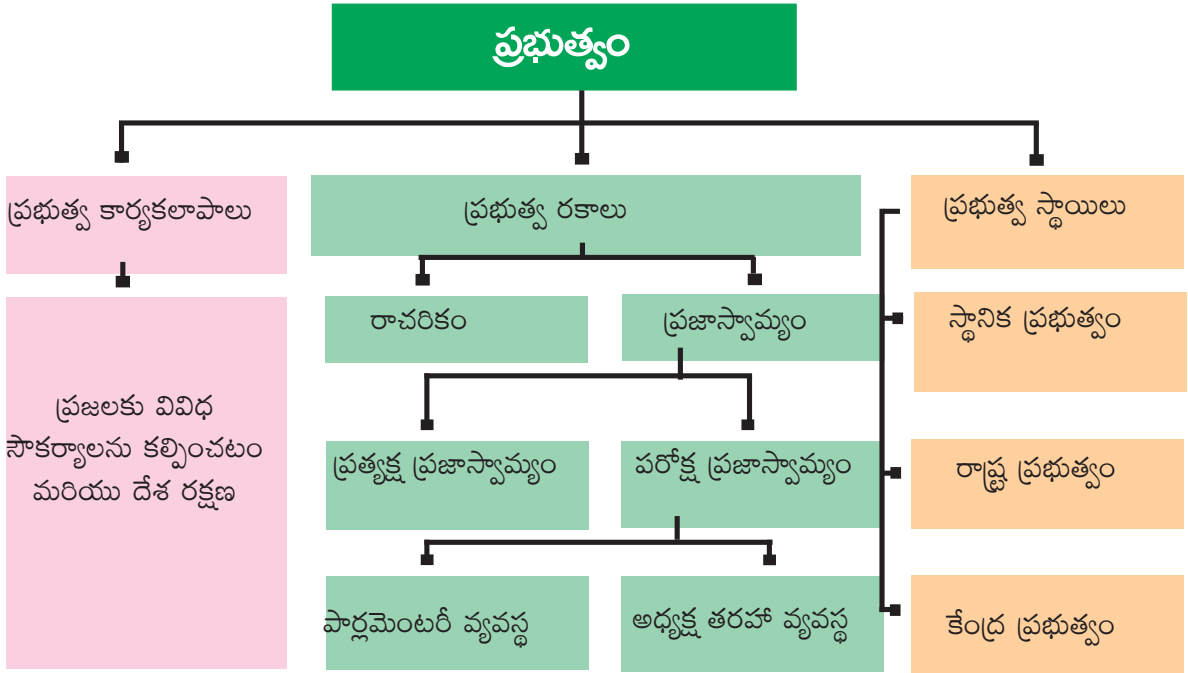 ప్రభుత్వం
ప్రభుత్వ కార్యకలాపాలు
ప్రజలకు వివిధ
సౌకర్యాలను కల్పించటం
మరియు దేశ రక్షణ
ప్రభుత్వ రకాలు
రాచరికం
ప్రజాస్వామ్యం
ప్రత్యక్ష ప్రజాస్వామ్యం
పరోక్ష ప్రజాస్వామ్యం
పార్లమెంటరీ వ్యవస్థ
అధ్యక్ష తరహా వ్యవస్థ
ప్రభుత్వ స్థాయిలు
స్థానిక ప్రభుత్వం
రాష్ట్ర ప్రభుత్వం
కేంద్ర ప్రభుత్వం